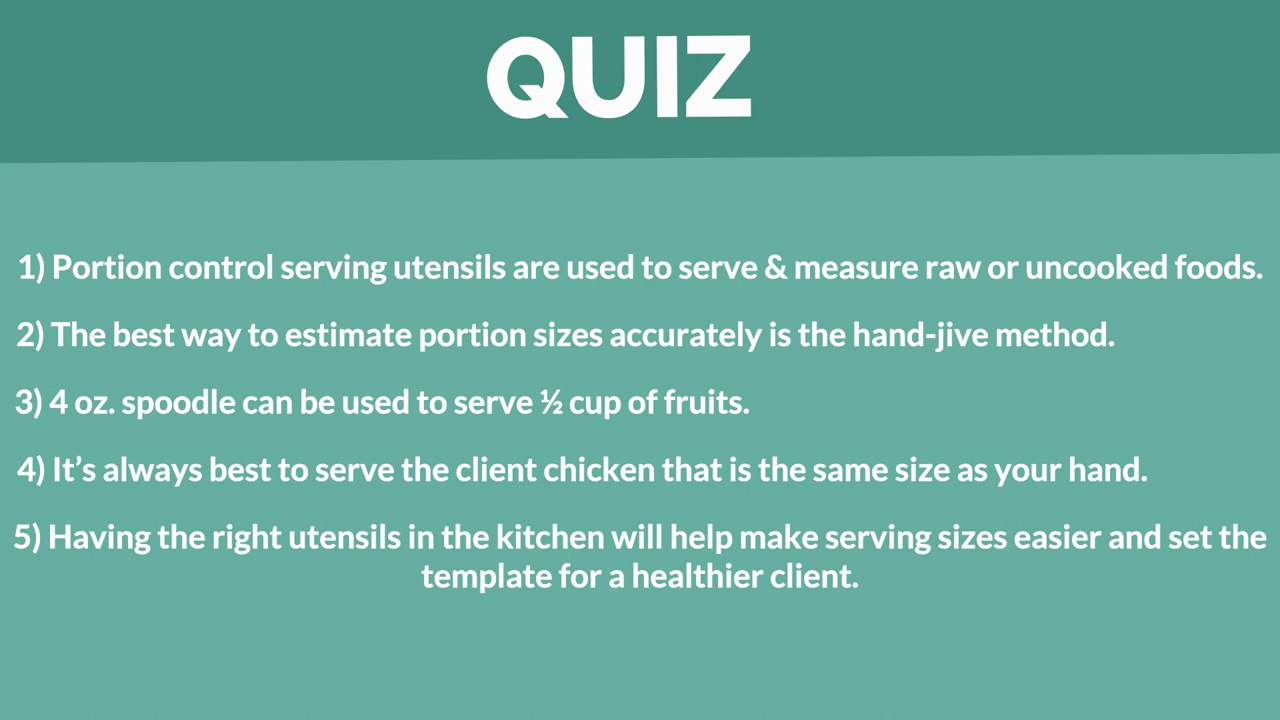 QUIZ
1) Portion control serving utensils are used to serve & measure raw or uncooked foods.
2) The best way to estimate portion sizes accurately is the hand-jive method.
3) 4 oz. spoodle can be used to serve ½ cup of fruits.
4) It’s always best to serve the client chicken that is the same size as your hand.
5) Having the right utensils in the kitchen will help make serving sizes easier and set the
template for a healthier client.